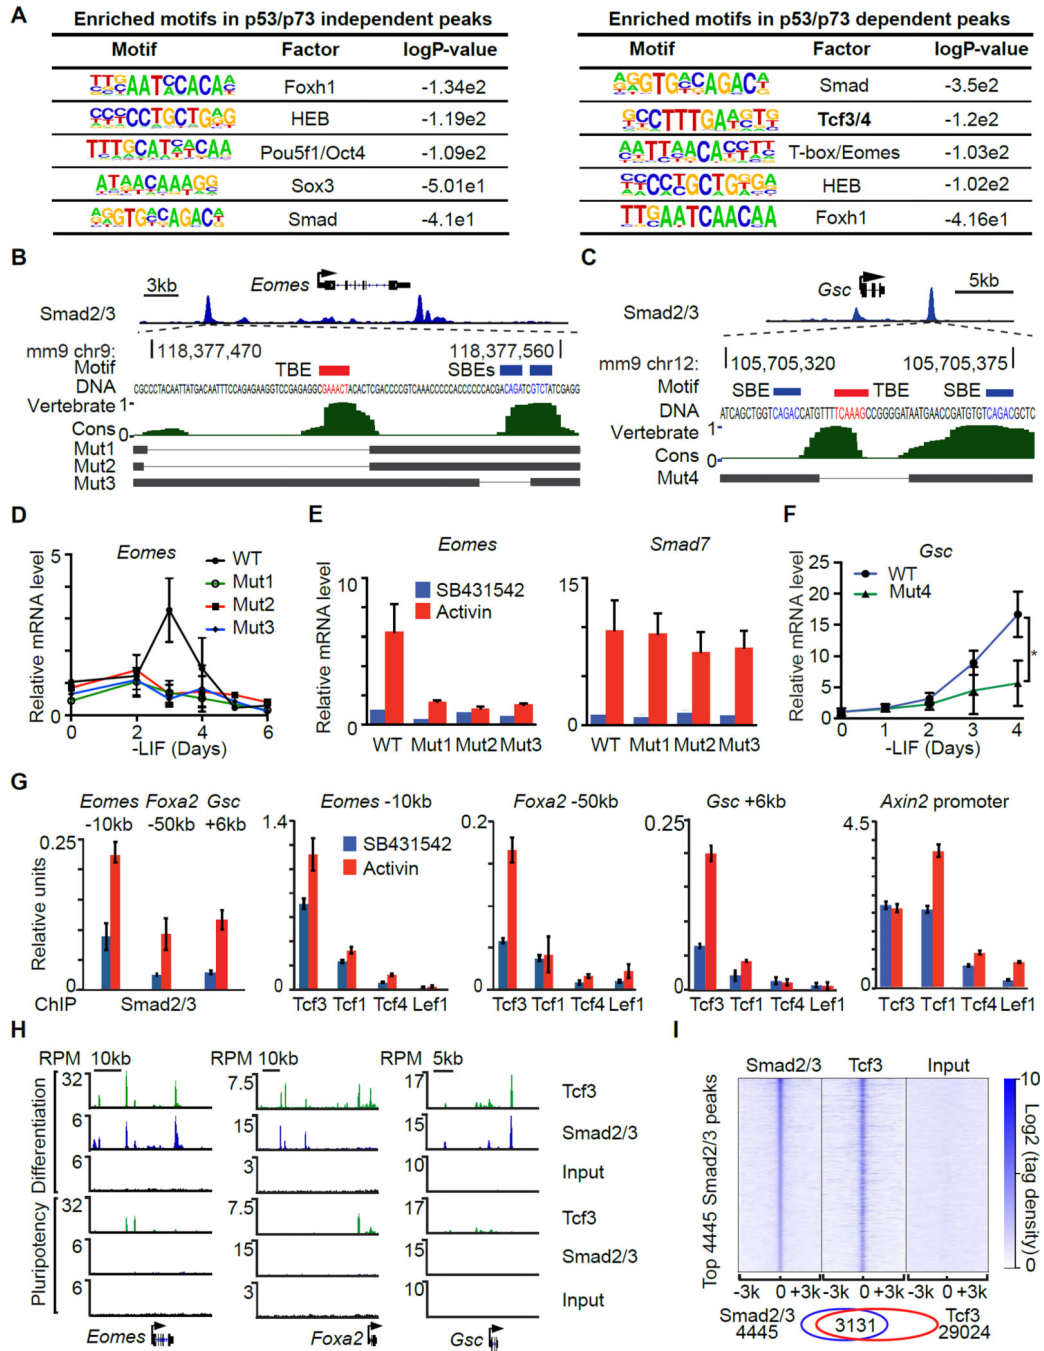 A
Enriched motifs in p53/p73 independent peaks
Motif Factor logP-value
Foxh1 -1.34e2
HEB -1.19e2
Pou5f1/Oct4 -1.09e2
Sox3 -5.01e1
Smad -4.1e1
Enriched motifs in p53/p73 dependent peaks
Motif Factor logP-value
Smad -3.5e2
Tcf3/4 -1.2e2
T-box/Eomes -1.03e2
HEB -1.02e2
Foxh1 -4.16e1
B
3kb Eomes
Smad2/3
mm9 chr9: 118,377,470 118,377,560
Motif TBE SBEs
DNA
Vertebrate 1
Cons 0
Mut1
Mut2
Mut3
C
Gsc 5kb
Smad2/3
mm9 chr12: 105,705,320 105,705,375
Motif SBE TBE SBE
DNA ATCAGCTGGTCAGACCATGTTTTCAAAGCCGGGGATAATGAACCGATGTGTCAGACGCTC
Vertebrate 1
Cons 0
Mut4
D
Eomes
Relative mRNA level
5
0
WT
Mut1
Mut2
Mut3
0 2 3 4 6
-LIF (Days)
E
Eomes Smad7
Relative mRNA level
10
0
SB431542
Activin
WT Mut1 Mut2 Mut3
15
0
WT Mut1 Mut2 Mut3
F
Gsc
Relative mRNA level
25
20
15
10
5
0
WT
Mut4
*
0 1 2 3 4
-LIF (Days)
G
Eomes Foxa2 Gsc
-10kb -50kb +6kb
Relative units
0.25
0
ChIP Smad2/3
Eomes -10kb
1.4
0
SB431542
Activin
Tcf3 Tcf1 Tcf4 Lef1
Foxa2 -50kb
0.2
0
Tcf3 Tcf1 Tcf4 Lef1
Gsc +6kb
0.25
0
Tcf3 Tcf1 Tcf4 Lef1
Axin2 promoter
4.5
0
Tcf3 Tcf1 Tcf4 Lef1
H
RPM 10kb RPM 10kb RPM 5kb
Differentiation
32 7.5 17 Tcf3
6 15 15 Smad2/3
6 3 10 Input
Pluripotency
32 7.5 17 Tcf3
6 15 15 Smad2/3
6 3 10 Input
Eomes Foxa2 Gsc
I
Smad2/3 Tcf3 Input
Top 4445 Smad2/3 peaks
10
Log2 (tag density)
0
-3k 0 +3k -3k 0 +3k -3k 0 +3k
Smad2/3 Tcf3
4445 3131 29024